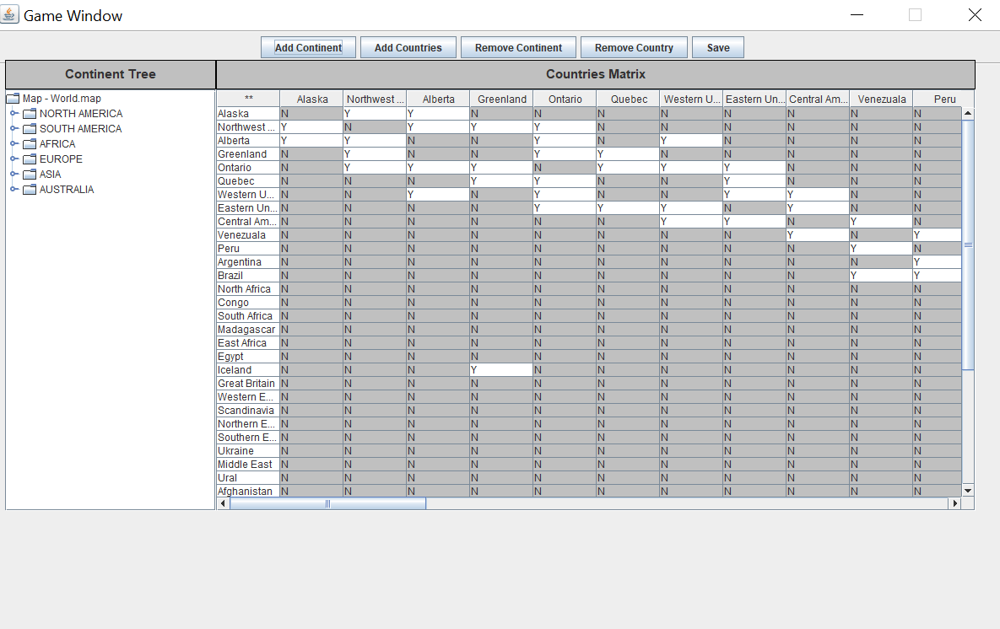 Game Window
Add Continent Add Countries Remove Continent Remove Country Save
Continent Tree Countries Matrix
Map - World.map
NORTH AMERICA
SOUTH AMERICA
AFRICA
EUROPE
ASIA
AUSTRALIA
** Alaska Northwest ... Alberta Greenland Ontario Quebec Western U... Eastern Un... Central Am... Venezuala Peru
Alaska N Y Y N N N N N N N N
Northwest ... Y N Y Y Y N N N N N N
Alberta Y Y N N Y N Y N N N N
Greenland N Y N N Y Y N N N N N
Ontario N Y Y Y N Y Y Y N N N
Quebec N N N Y Y N N Y N N N
Western U... N N Y N Y N N Y Y N N
Eastern Un... N N N N Y Y Y N Y N N
Central Am... N N N N N N Y Y N Y N
Venezuala N N N N N N N N Y N Y
Peru N N N N N N N N N Y N
Argentina N N N N N N N N N N Y
Brazil N N N N N N N N N Y Y
North Africa N N N N N N N N N N N
Congo N N N N N N N N N N N
South Africa N N N N N N N N N N N
Madagascar N N N N N N N N N N N
East Africa N N N N N N N N N N N
Egypt N N N N N N N N N N N
Iceland N N N Y N N N N N N N
Great Britain N N N N N N N N N N N
Western E... N N N N N N N N N N N
Scandinavia N N N N N N N N N N N
Northern E... N N N N N N N N N N N
Southern E... N N N N N N N N N N N
Ukraine N N N N N N N N N N N
Middle East N N N N N N N N N N N
Ural N N N N N N N N N N N
Afghanistan N N N N N N N N N N N